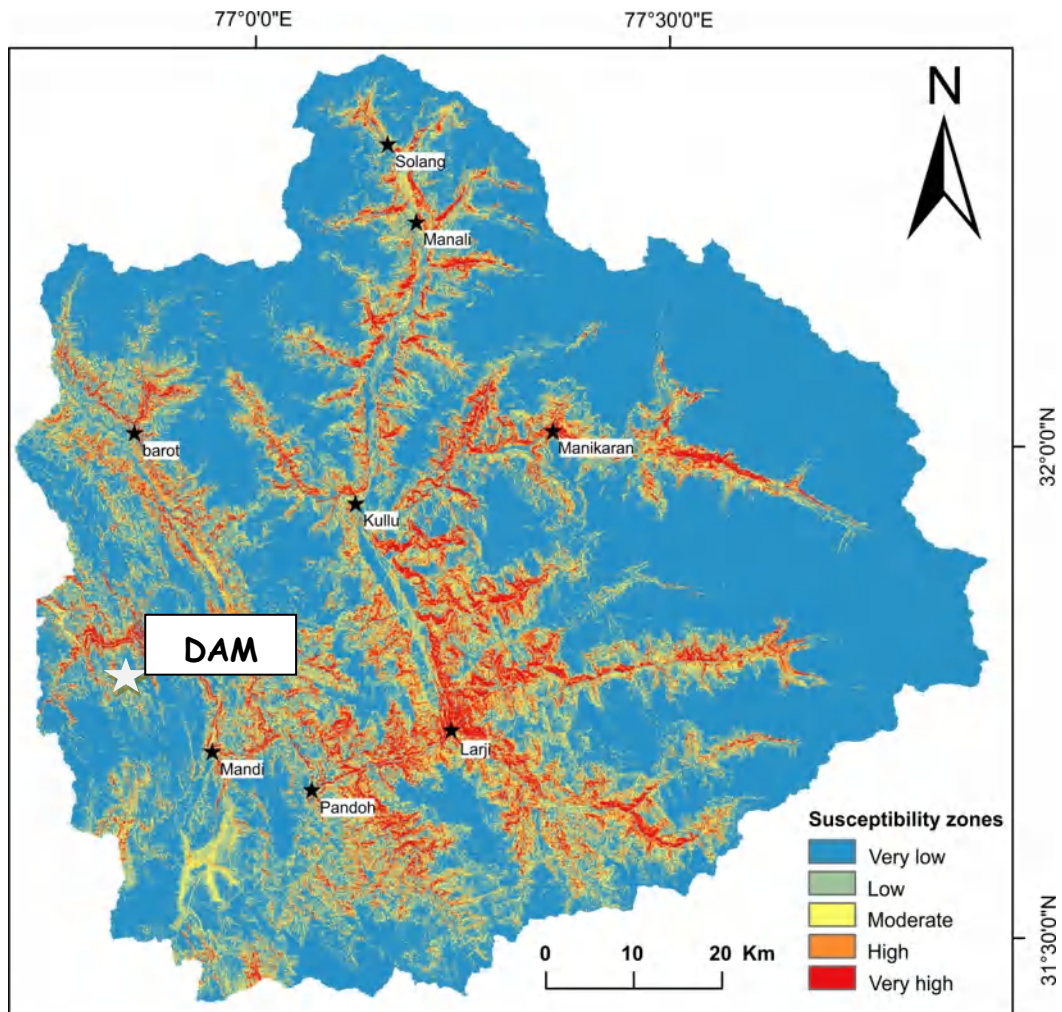 77°0'0"E
77°30'0"E
N
Solang
Manali
32°0'0"N
barot
Manikaran
Kullu
DAM
Larji
Mandi
Pandoh
Susceptibility zones
Very low
Low
Moderate
High
Very high
31°30'0"N
0 10 20 Km